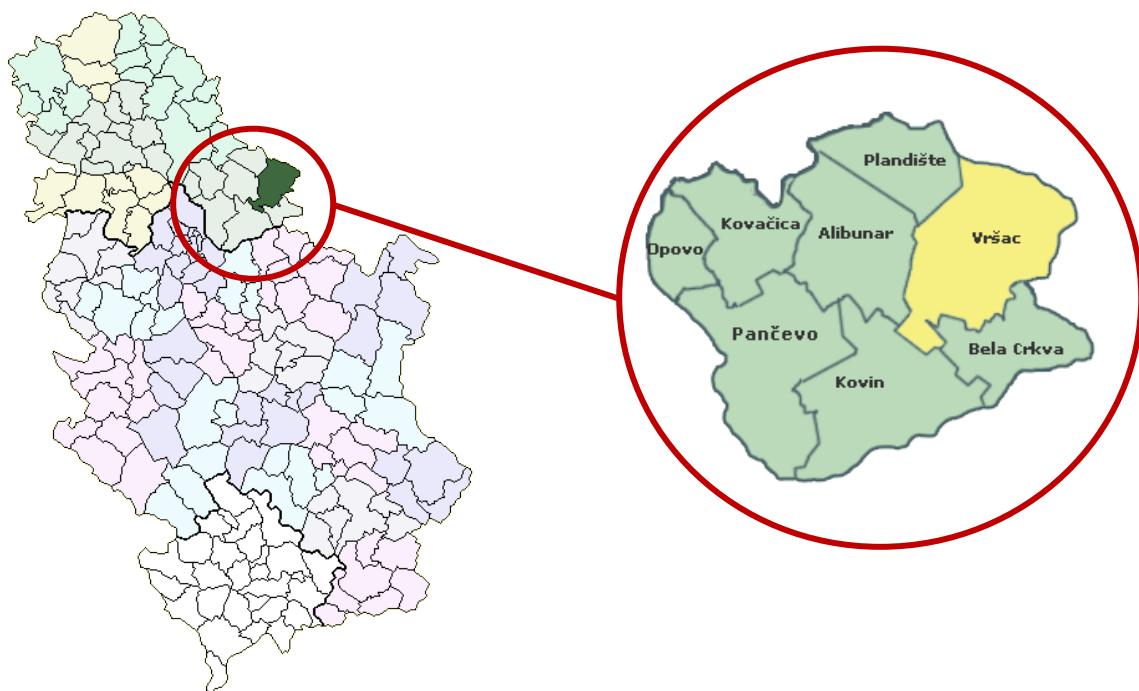 Plandište
Kovačica
Alibunar
Vršac
Opovo
Pančevo
Bela Crkva
Kovin